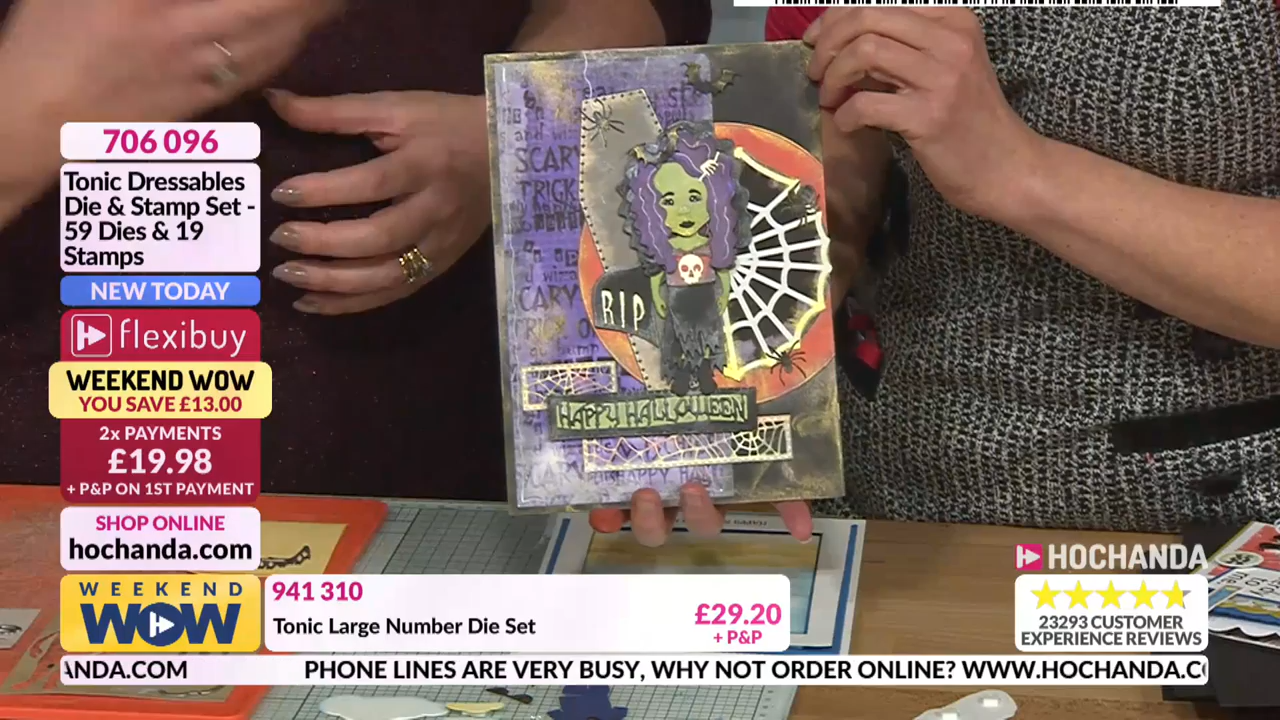 706 096
Tonic Dressables
Die & Stamp Set -
59 Dies & 19
Stamps
NEW TODAY
flexibuy
WEEKEND WOW
YOU SAVE £13.00
2x PAYMENTS
£19.98
+ P&P ON 1ST PAYMENT
SHOP ONLINE
hochanda.com
WEEKEND
WOW
941 310
Tonic Large Number Die Set
£29.20
+ P&P
HOCHANDA
23293 CUSTOMER
EXPERIENCE REVIEWS
ANDA.COM
PHONE LINES ARE VERY BUSY, WHY NOT ORDER ONLINE? WWW.HOCHANDA.CO
SCARY
TRICK
CARY
RIP
HAPPY HALLOWEEN